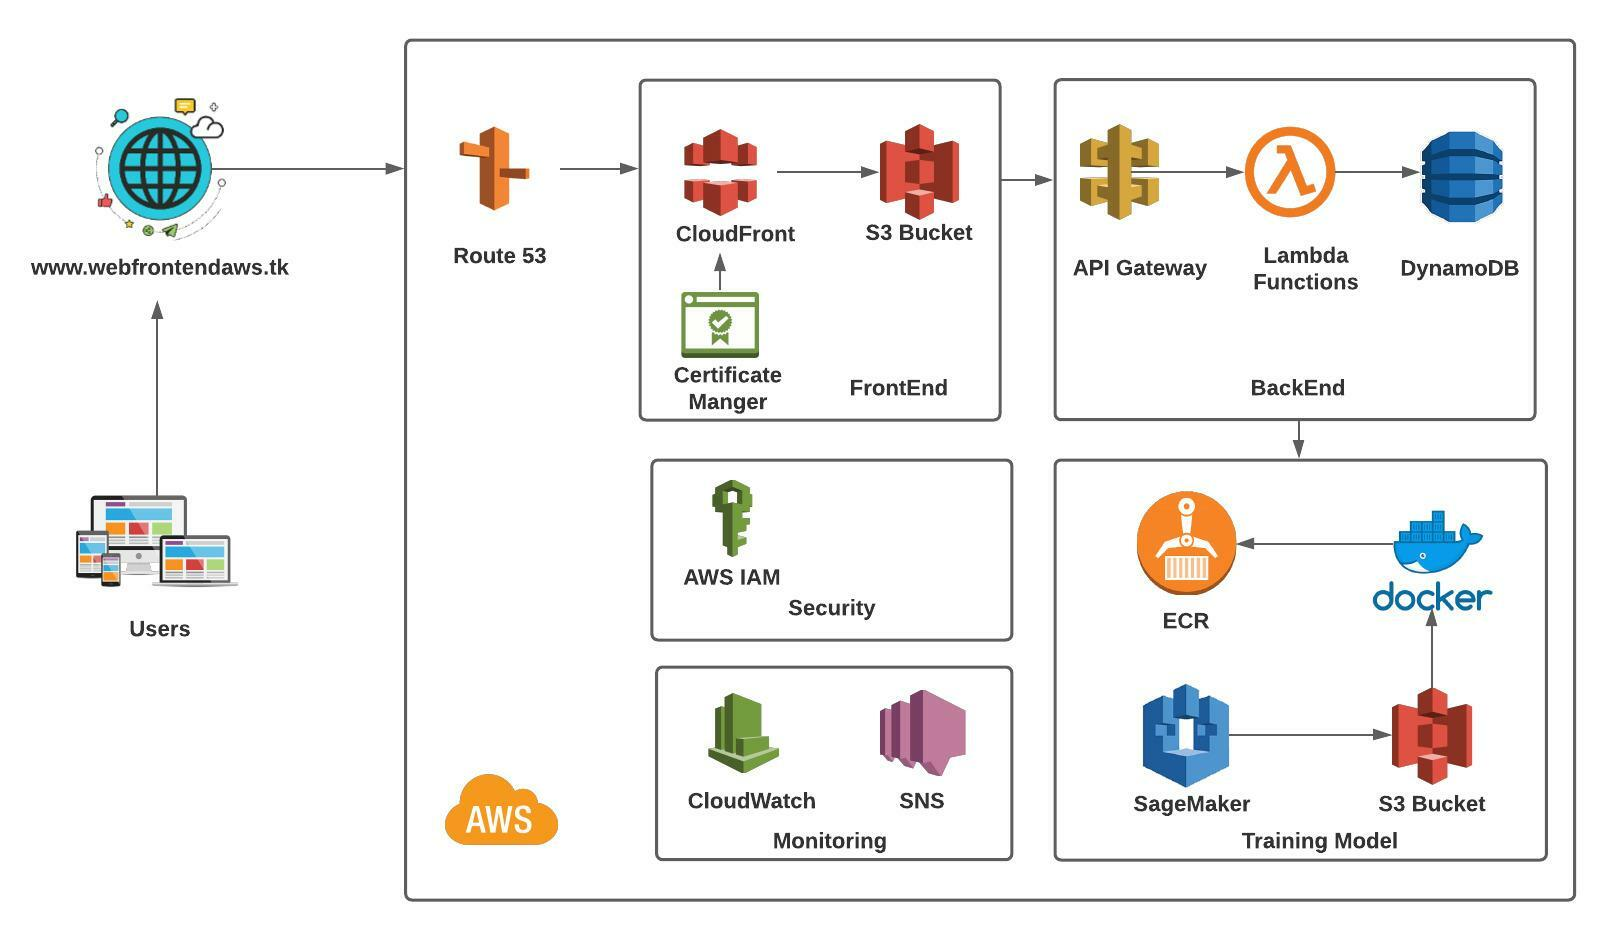 www.webfrontendaws.tk
Users
Route 53
CloudFront
S3 Bucket
Certificate
Manger
FrontEnd
API Gateway
Lambda
Functions
DynamoDB
BackEnd
AWS IAM
Security
CloudWatch
SNS
Monitoring
ECR
docker
SageMaker
S3 Bucket
Training Model
AWS